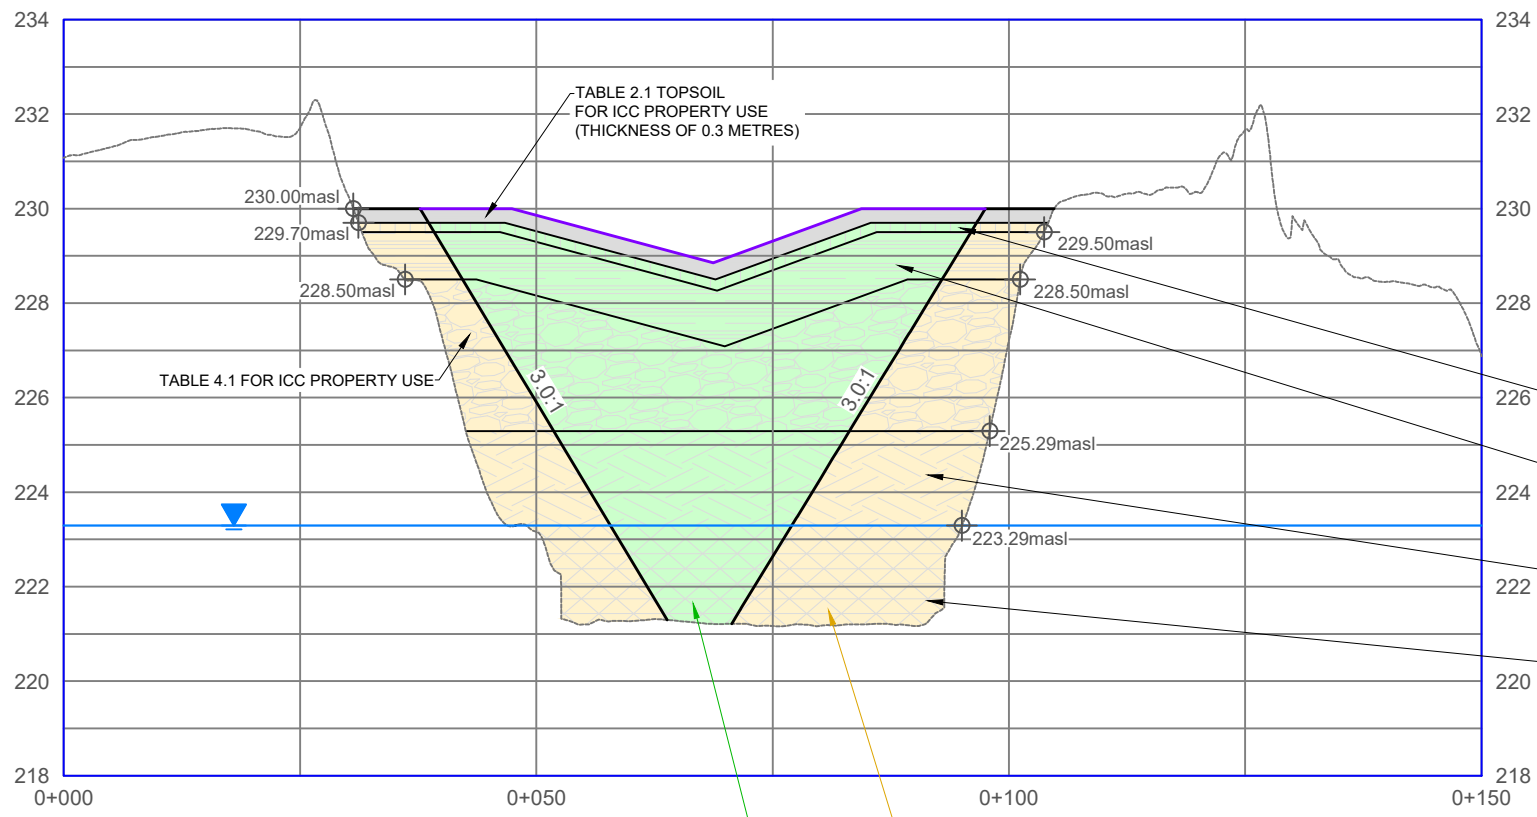 234
234
TABLE 2.1 TOPSOIL
FOR ICC PROPERTY USE
(THICKNESS OF 0.3 METRES)
232
232
230.00masl
230
230
229.70masl
229.50masl
228.50masl
228.50masl
228
228
TABLE 4.1 FOR ICC PROPERTY USE
3.0:1
3.0:1
226
226
225.29masl
224
224
223.29masl
222
222
220
220
218
218
0+000
0+050
0+100
0+150